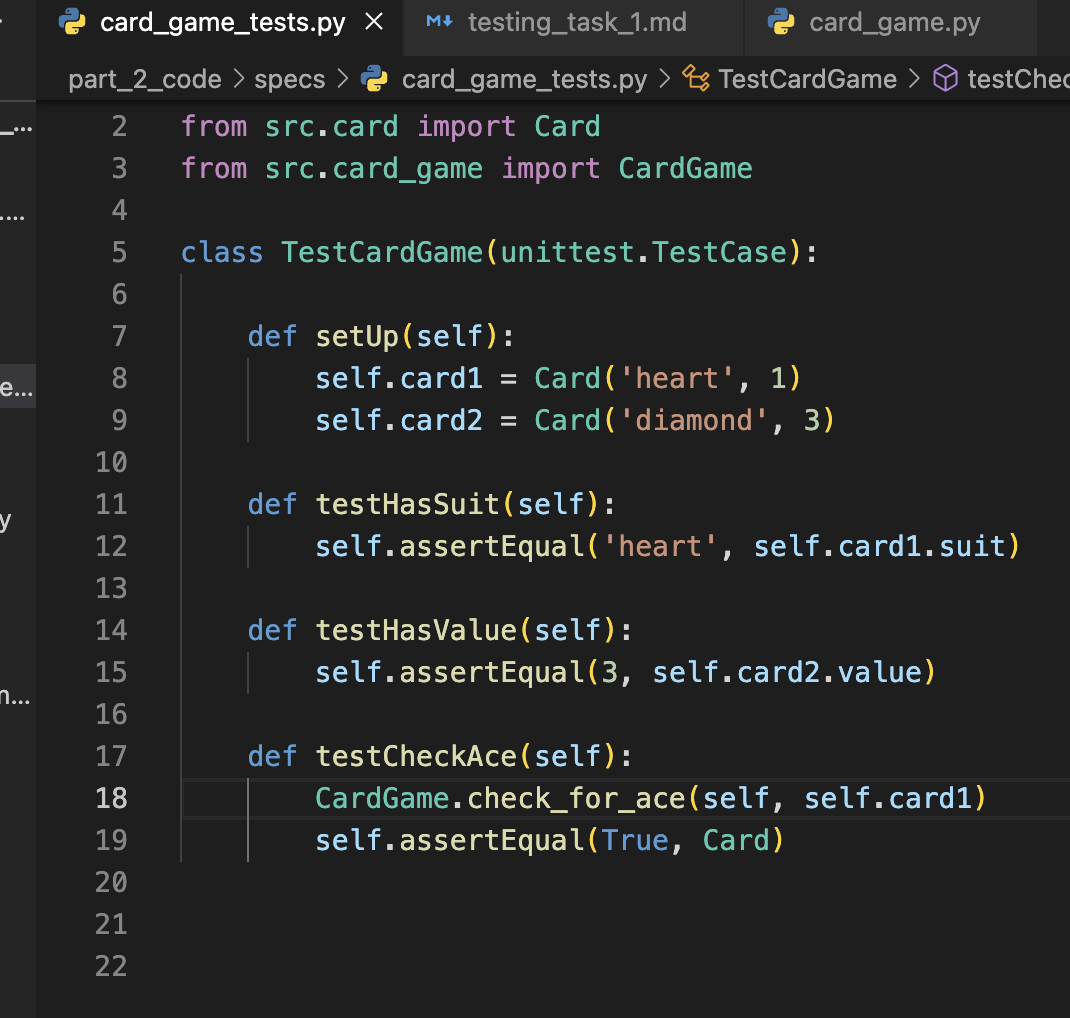 card_game_tests.py testing_task_1.md card_game.py
part_2_code > specs > card_game_tests.py > TestCardGame > testChec
2 from src.card import Card
3 from src.card_game import CardGame
4
5 class TestCardGame(unittest.TestCase):
6
7 def setUp(self):
8 self.card1 = Card('heart', 1)
9 self.card2 = Card('diamond', 3)
10
11 def testHasSuit(self):
12 self.assertEqual('heart', self.card1.suit)
13
14 def testHasValue(self):
15 self.assertEqual(3, self.card2.value)
16
17 def testCheckAce(self):
18 CardGame.check_for_ace(self, self.card1)
19 self.assertEqual(True, Card)
20
21
22